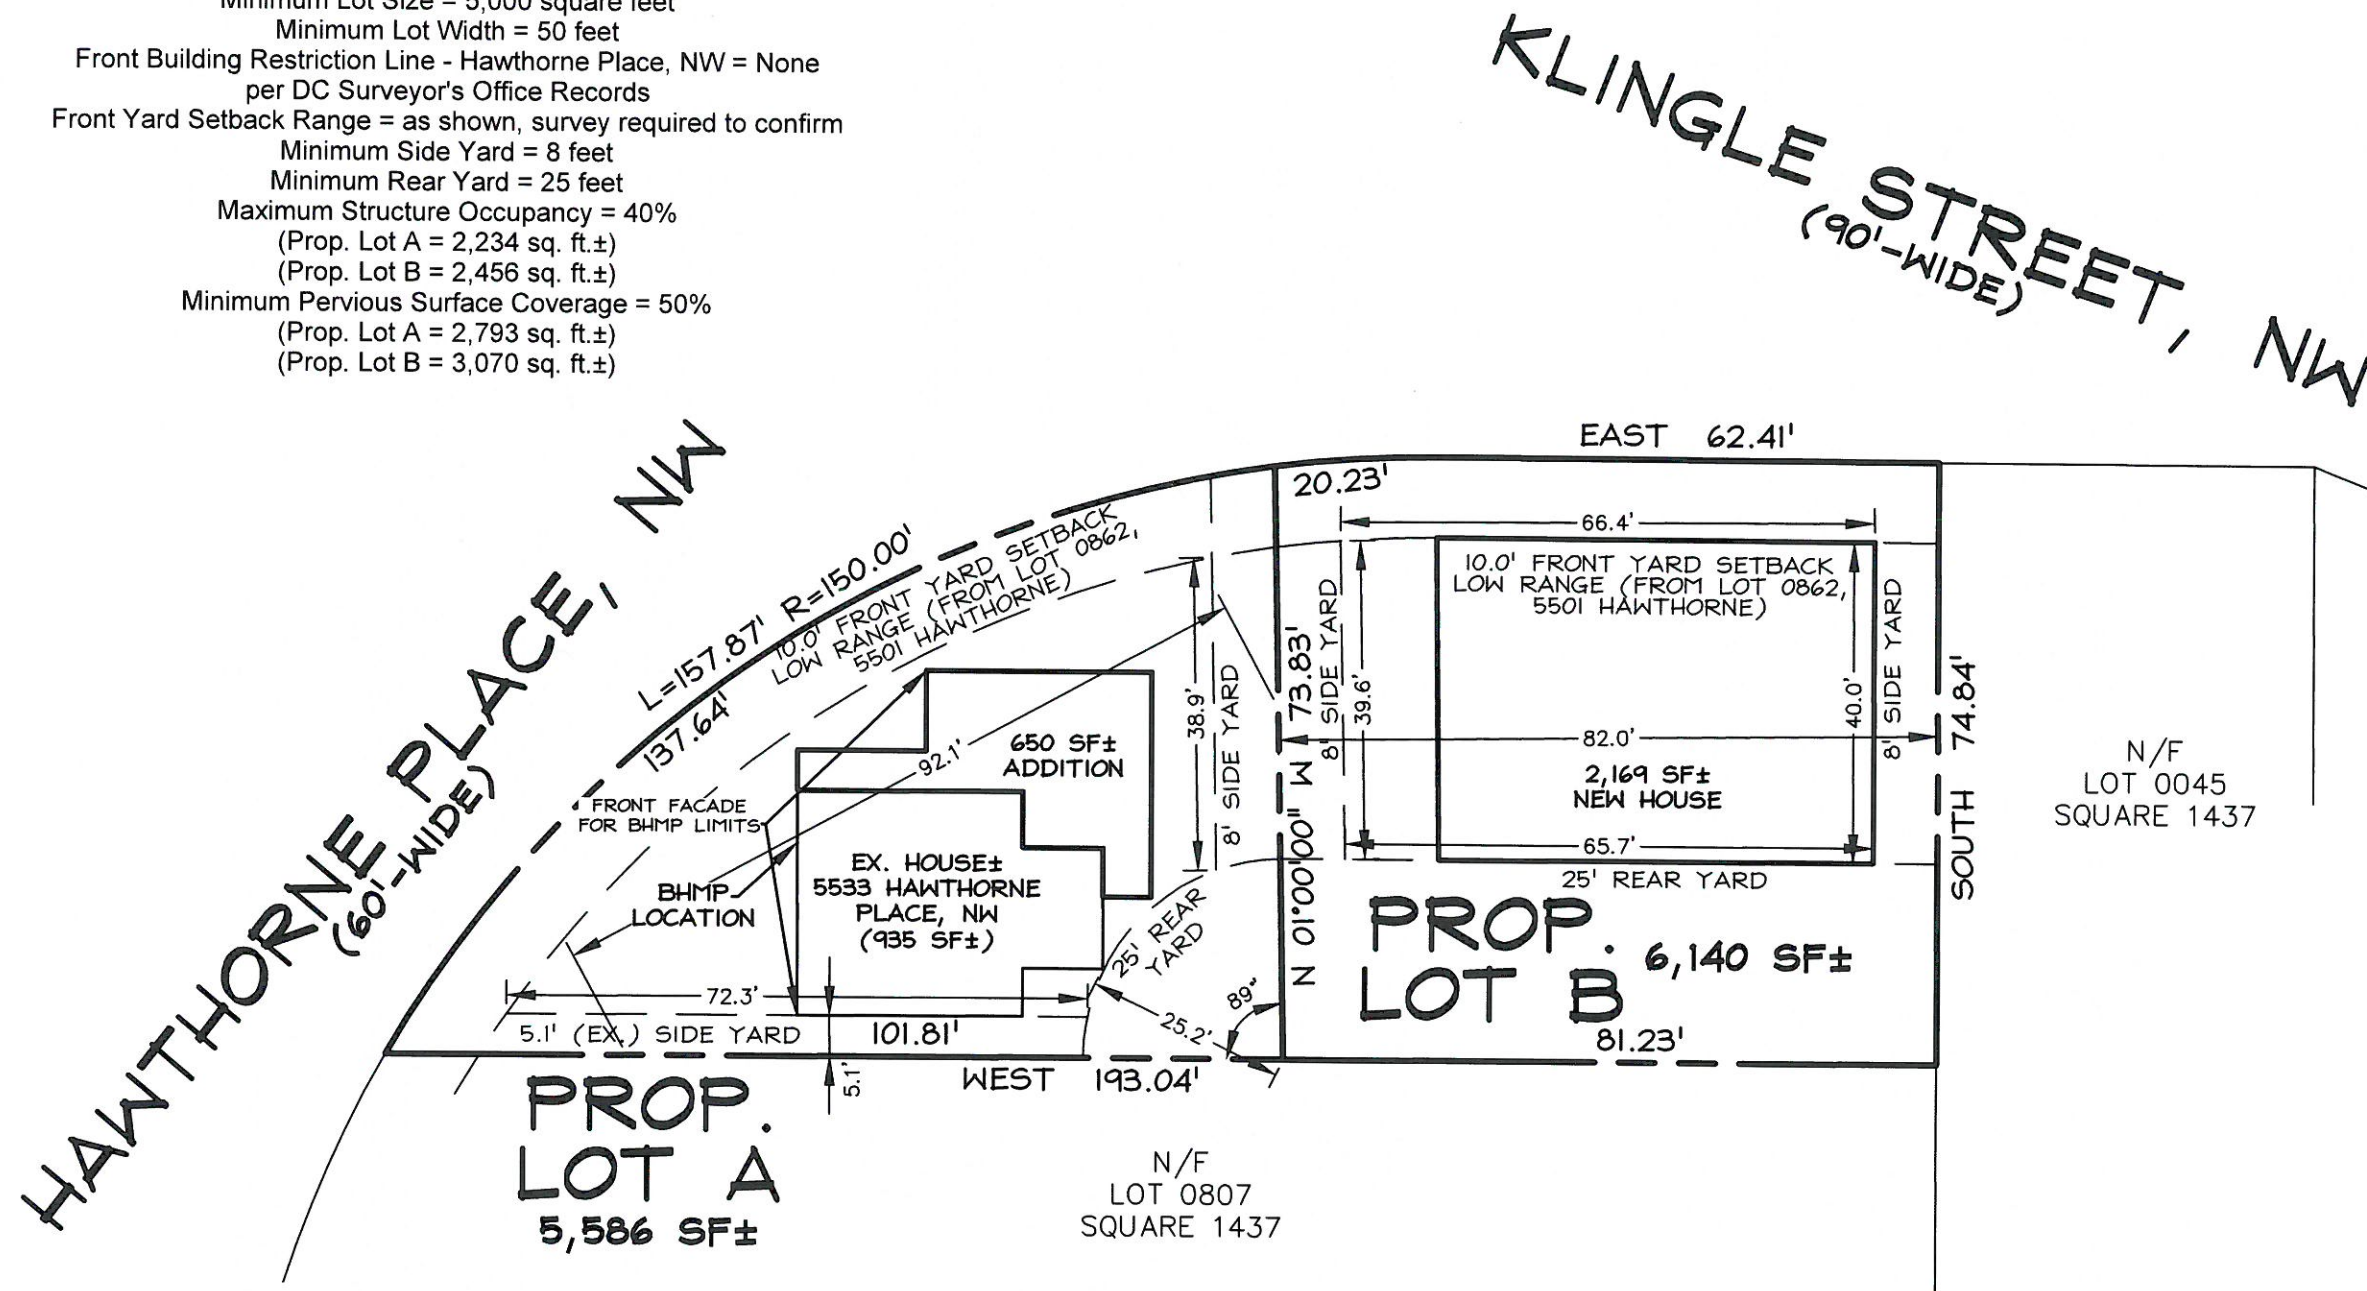 Minimum Lot Size = 5,000 square feet
Minimum Lot Width = 50 feet
Front Building Restriction Line - Hawthorne Place, NW = None
per DC Surveyor's Office Records
Front Yard Setback Range = as shown, survey required to confirm
Minimum Side Yard = 8 feet
Minimum Rear Yard = 25 feet
Maximum Structure Occupancy = 40%
(Prop. Lot A = 2,234 sq. ft.±)
(Prop. Lot B = 2,456 sq. ft.±)
Minimum Pervious Surface Coverage = 50%
(Prop. Lot A = 2,793 sq. ft.±)
(Prop. Lot B = 3,070 sq. ft.±)
KLINGLE STREET, NW
(90'-WIDE)
HAWTHORNE PLACE, NW
(60'-WIDE)
EAST 62.41'
20.23'
L=157.87' R=150.00'
137.64'
10.0' FRONT YARD SETBACK
LOW RANGE (FROM LOT 0862,
5501 HAWTHORNE)
66.4'
10.0' FRONT YARD SETBACK
LOW RANGE (FROM LOT 0862,
5501 HAWTHORNE)
8' SIDE YARD
39.6'
40.0'
8' SIDE YARD
N 01°00'00" W 73.83'
SOUTH 74.84'
38.9'
8' SIDE YARD
92.1'
650 SF±
ADDITION
82.0'
2,169 SF±
NEW HOUSE
65.7'
25' REAR YARD
N/F
LOT 0045
SQUARE 1437
FRONT FACADE
FOR BHMP LIMITS
BHMP
LOCATION
EX. HOUSE±
5533 HAWTHORNE
PLACE, NW
(935 SF±)
25' REAR
YARD
PROP.
LOT B
6,140 SF±
72.3'
89°
25.2'
5.1' (EX.) SIDE YARD
101.81'
81.23'
5.1'
WEST 193.04'
PROP.
LOT A
5,586 SF±
N/F
LOT 0807
SQUARE 1437